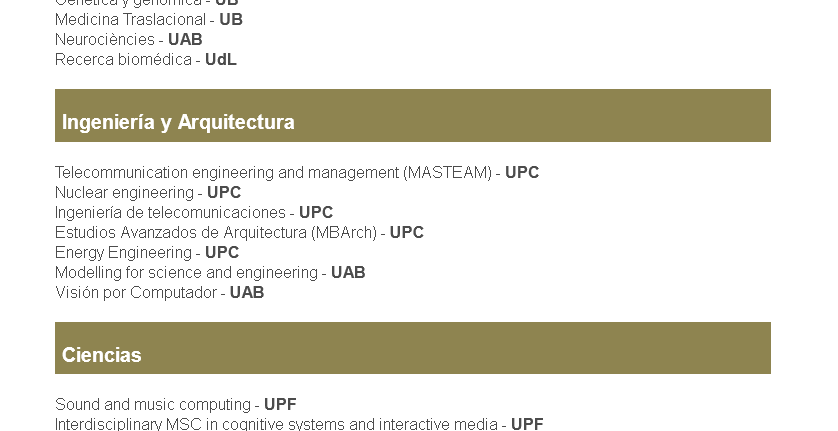 Genética y genómica - UB
Medicina Traslacional - UB
Neurociències - UAB
Recerca biomédica - UdL
Ingeniería y Arquitectura
Telecommunication engineering and management (MASTEAM) - UPC
Nuclear engineering - UPC
Ingeniería de telecomunicaciones - UPC
Estudios Avanzados de Arquitectura (MBArch) - UPC
Energy Engineering - UPC
Modelling for science and engineering - UAB
Visión por Computador - UAB
Ciencias
Sound and music computing - UPF
Interdisciplinary MSC in cognitive systems and interactive media - UPF